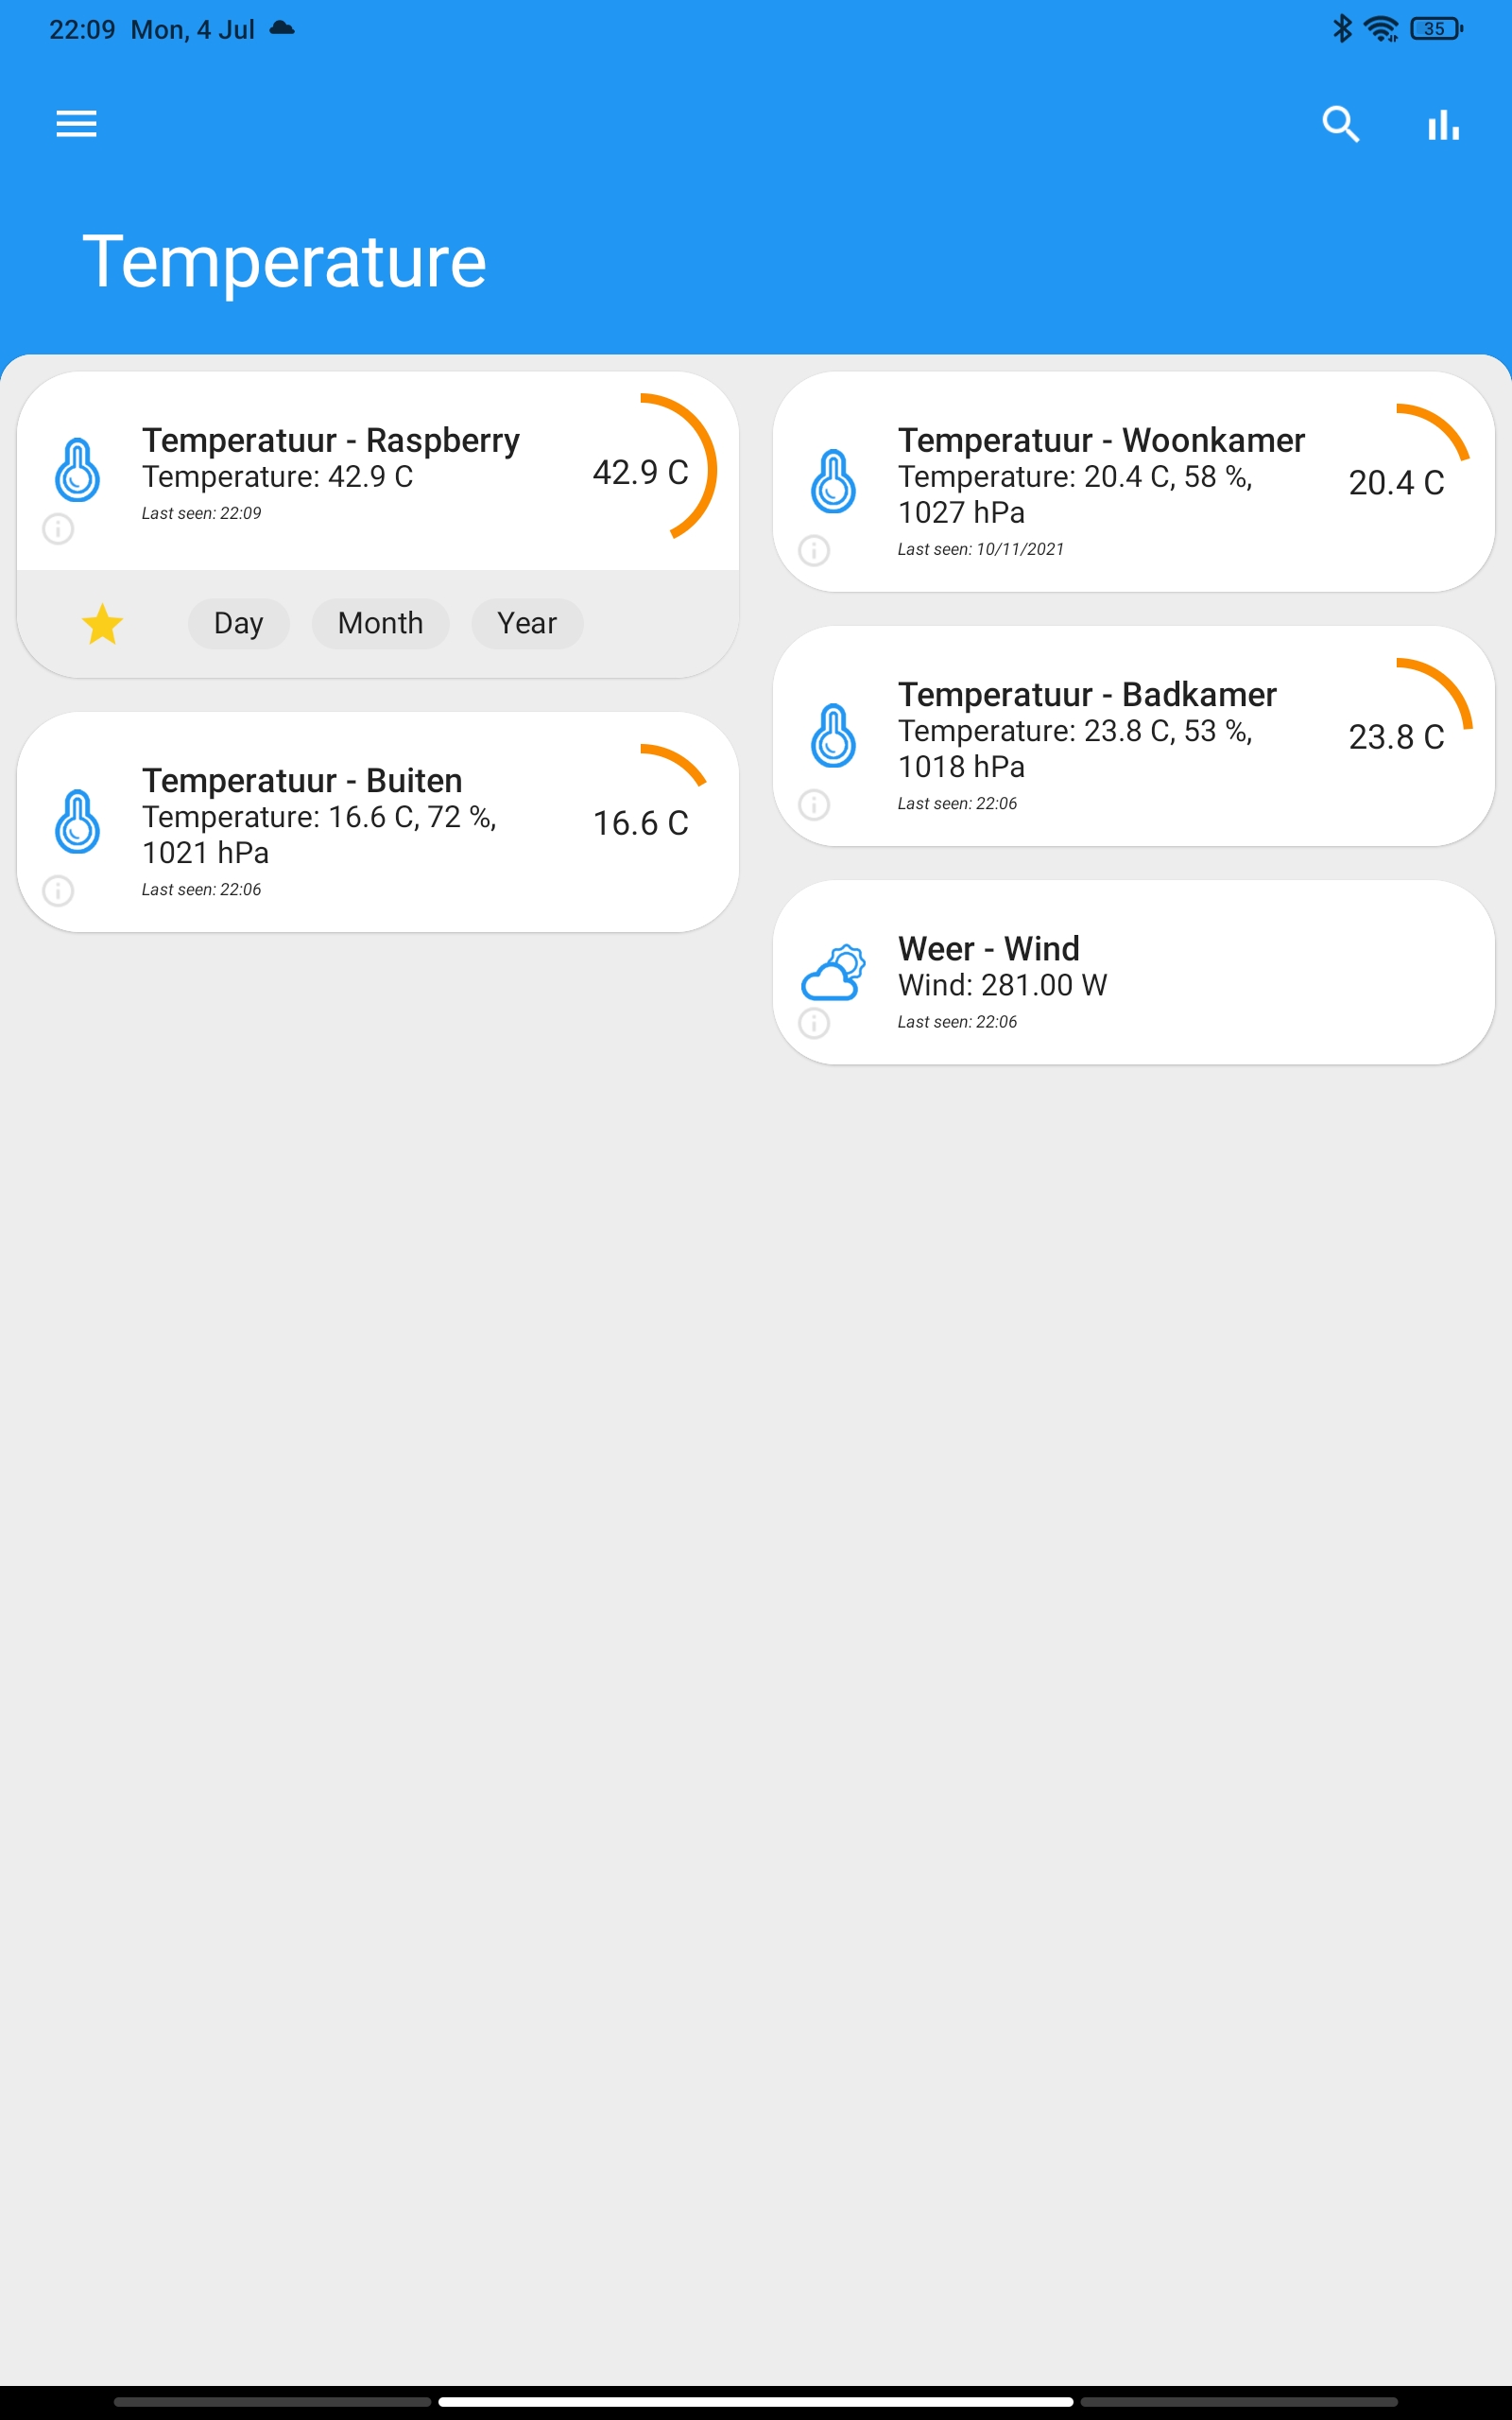 22:09 Mon, 4 Jul
35
Temperature
Temperatuur - Raspberry
Temperature: 42.9 C
Last seen: 22:09
42.9 C
Day Month Year
Temperatuur - Woonkamer
Temperature: 20.4 C, 58 %,
1027 hPa
Last seen: 10/11/2021
20.4 C
Temperatuur - Buiten
Temperature: 16.6 C, 72 %,
1021 hPa
Last seen: 22:06
16.6 C
Temperatuur - Badkamer
Temperature: 23.8 C, 53 %,
1018 hPa
Last seen: 22:06
23.8 C
Weer - Wind
Wind: 281.00 W
Last seen: 22:06